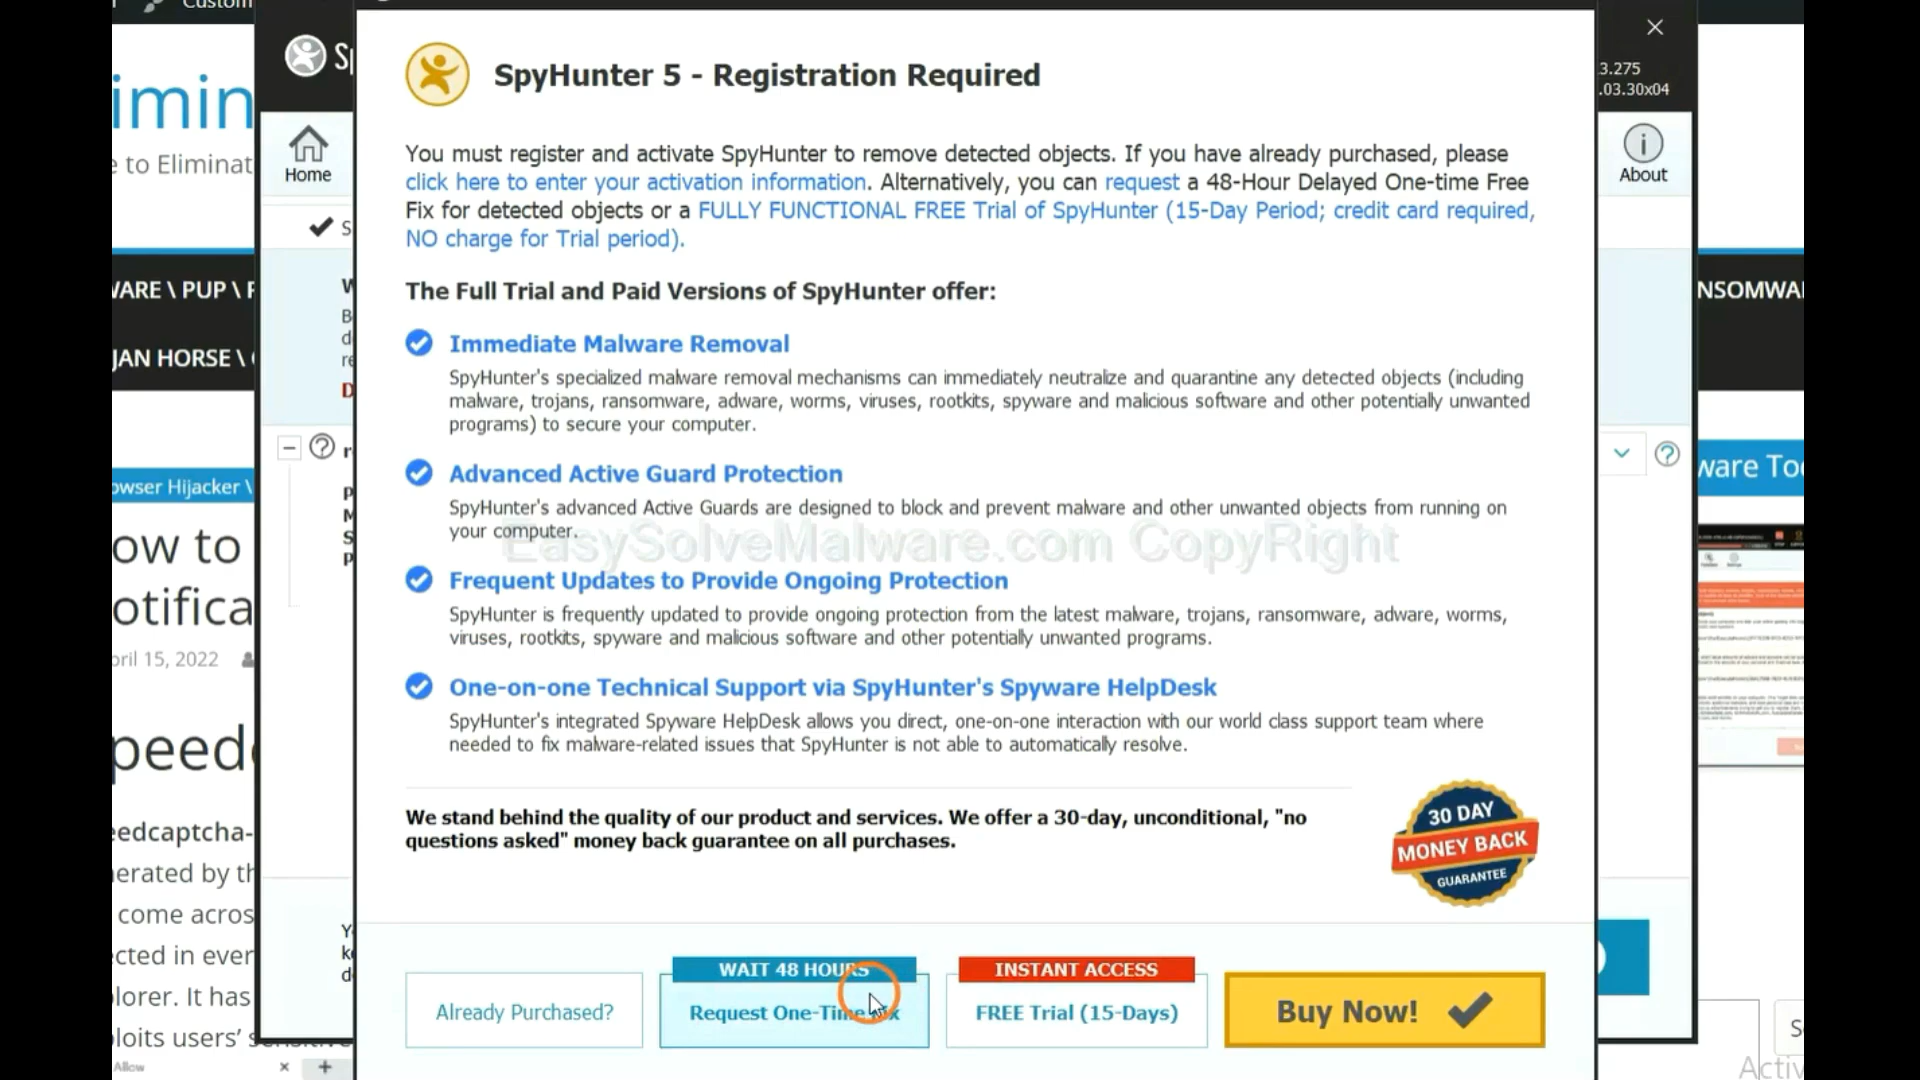 Custom
Sp
SpyHunter 5 - Registration Required
3.275
.03.30x04
imin
e to Eliminat
Home
About
You must register and activate SpyHunter to remove detected objects. If you have already purchased, please
click here to enter your activation information. Alternatively, you can request a 48-Hour Delayed One-time Free
Fix for detected objects or a FULLY FUNCTIONAL FREE Trial of SpyHunter (15-Day Period; credit card required,
NO charge for Trial period).
The Full Trial and Paid Versions of SpyHunter offer:
WARE \ PUP \
NSOMWA
JAN HORSE \
Immediate Malware Removal
SpyHunter's specialized malware removal mechanisms can immediately neutralize and quarantine any detected objects (including
malware, trojans, ransomware, adware, worms, viruses, rootkits, spyware and malicious software and other potentially unwanted
programs) to secure your computer.
Advanced Active Guard Protection
SpyHunter's advanced Active Guards are designed to block and prevent malware and other unwanted objects from running on
your computer.
EasySolveMalware.com CopyRight
owser Hijacker \
ware Too
ow to
otifica
pril 15, 2022
Frequent Updates to Provide Ongoing Protection
SpyHunter is frequently updated to provide ongoing protection from the latest malware, trojans, ransomware, adware, worms,
viruses, rootkits, spyware and malicious software and other potentially unwanted programs.
One-on-one Technical Support via SpyHunter's Spyware HelpDesk
SpyHunter's integrated Spyware HelpDesk allows you direct, one-on-one interaction with our world class support team where
needed to fix malware-related issues that SpyHunter is not able to automatically resolve.
peed
We stand behind the quality of our product and services. We offer a 30-day, unconditional, "no
questions asked" money back guarantee on all purchases.
30 DAY
MONEY BACK
GUARANTEE
eedcaptcha-
erated by th
come acros
cted in ever
lorer. It has
loits users' sensitive
WAIT 48 HOURS
Request One-Time Fix
INSTANT ACCESS
FREE Trial (15-Days)
Already Purchased?
Buy Now!
Allow
Activ